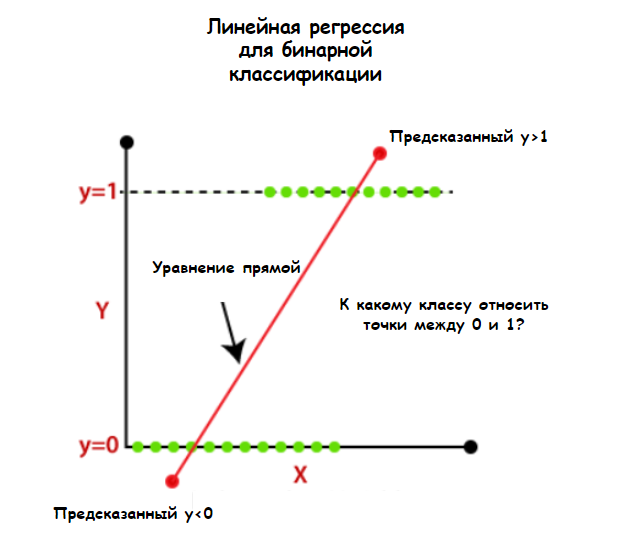 Линейная регрессия
для бинарной
классификации
Предсказанный y>1
y=1
Уравнение прямой
Y
К какому классу относить
точки между 0 и 1?
y=0
X
Предсказанный y<0